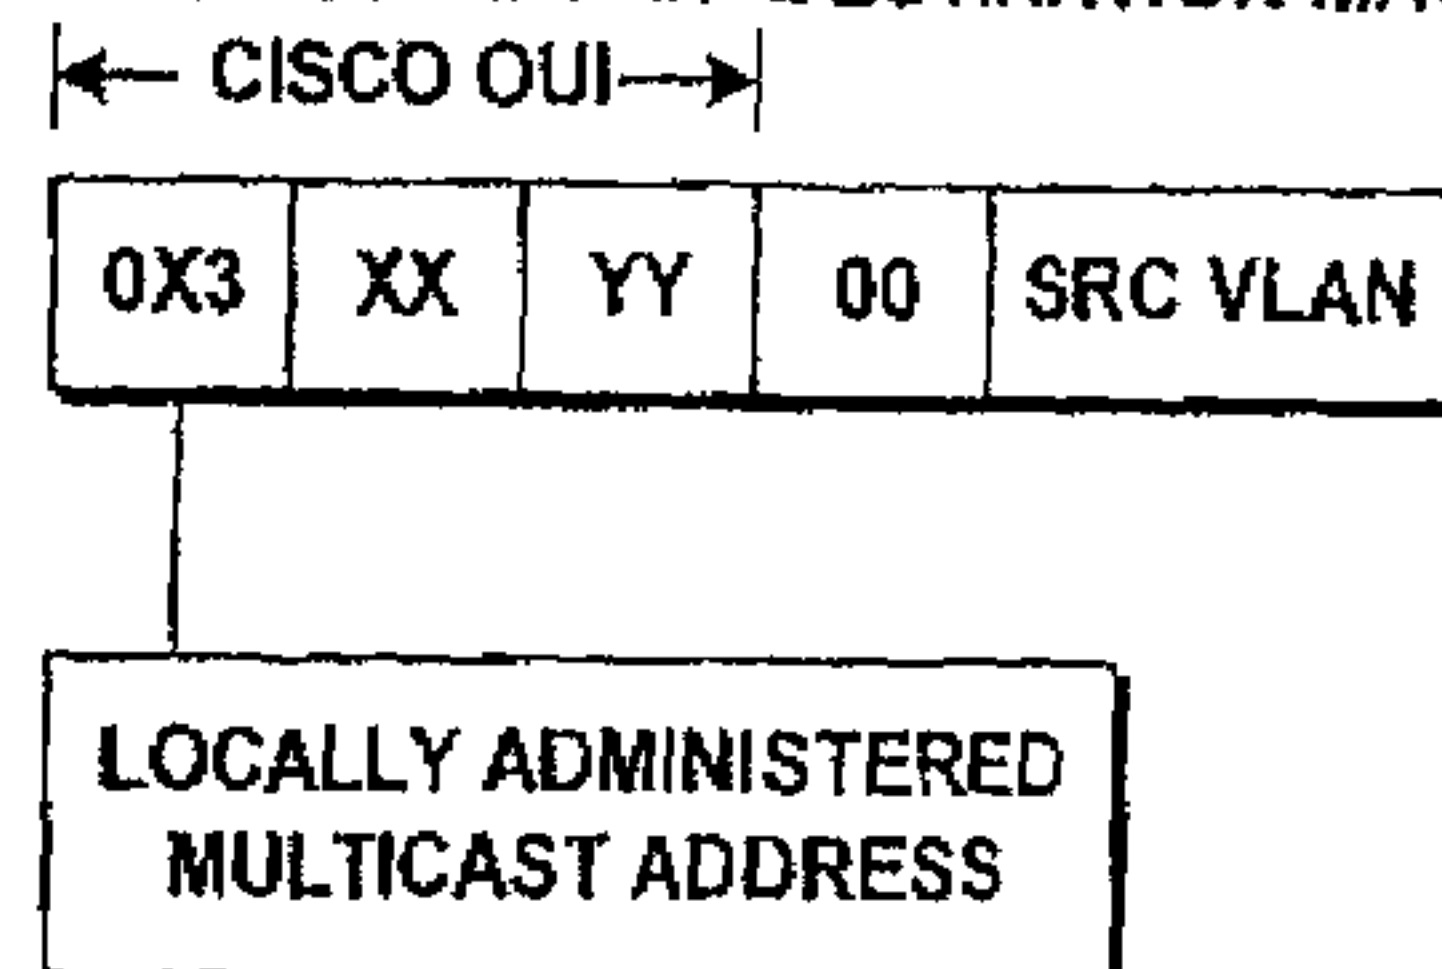 CISCO OUI
0X3 XX YY 00 SRC VLAN
LOCALLY ADMINISTERED
MULTICAST ADDRESS